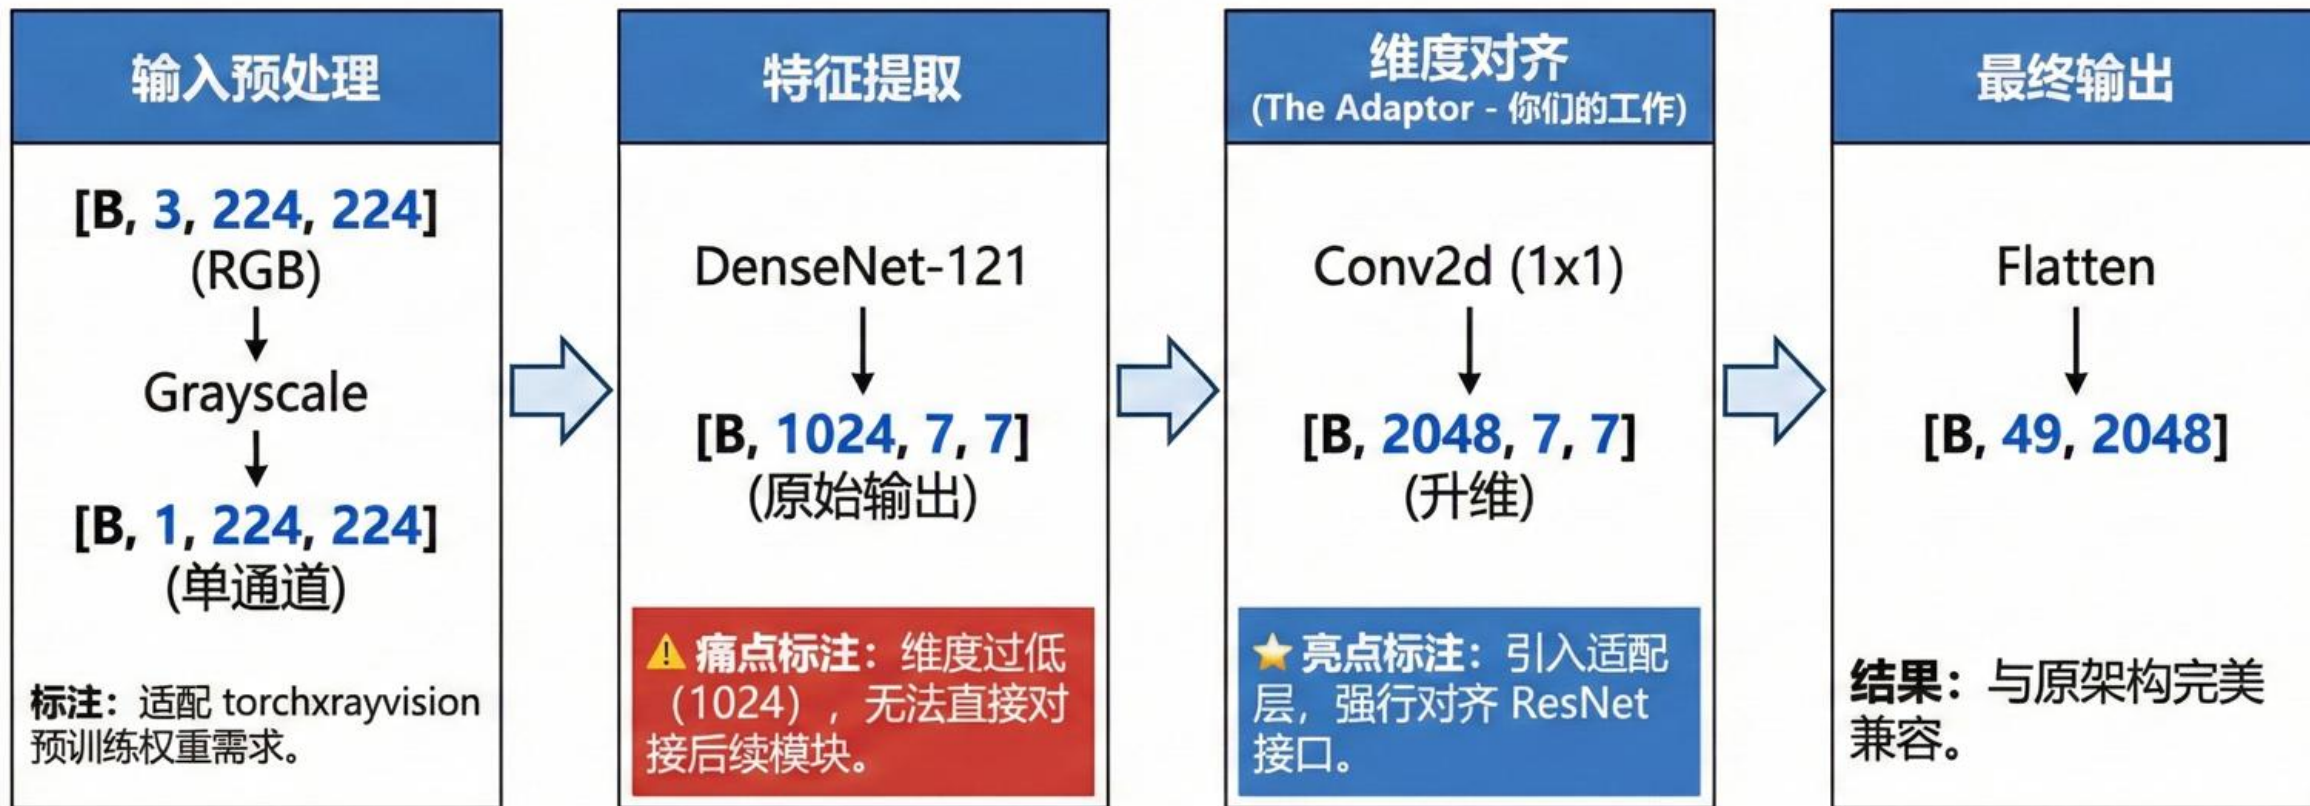 输入预处理
[B, 3, 224, 224]
(RGB)
Grayscale
[B, 1, 224, 224]
(单通道)
标注：适配 torchxrayvision
预训练权重需求。
特征提取
DenseNet-121
[B, 1024, 7, 7]
(原始输出)
痛点标注：维度过低
（1024），无法直接对
接后续模块。
维度对齐
(The Adaptor - 你们的工作)
Conv2d (1x1)
[B, 2048, 7, 7]
(升维)
亮点标注：引入适配
层，强行对齐 ResNet
接口。
最终输出
Flatten
[B, 49, 2048]
结果：与原架构完美
兼容。